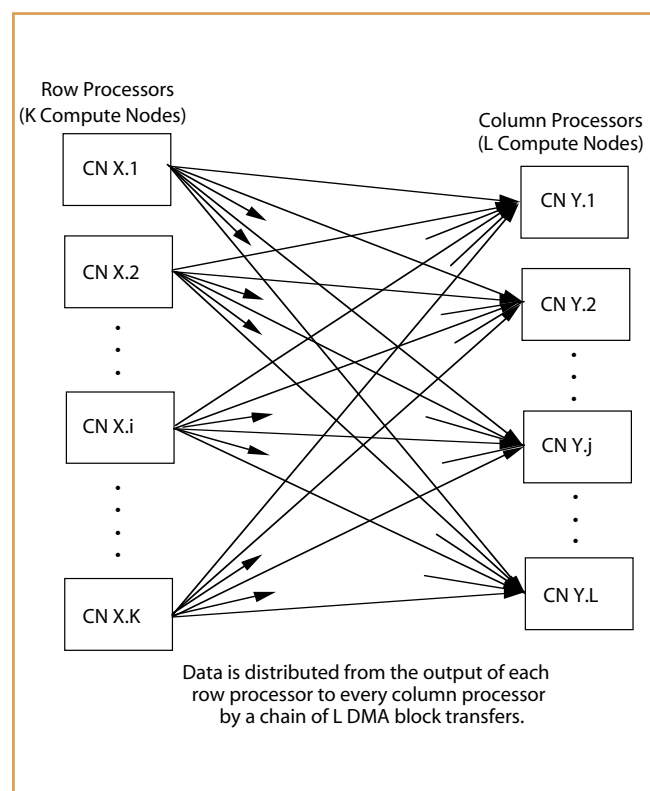 Row Processors
(K Compute Nodes)
CN X.1
CN X.2
CN X.i
CN X.K
Column Processors
(L Compute Nodes)
CN Y.1
CN Y.2
CN Y.j
CN Y.L
Data is distributed from the output of each
row processor to every column processor
by a chain of L DMA block transfers.